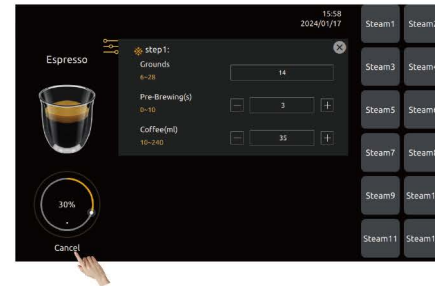 15:58
2024/01/17
Espresso
step1:
Grounds
6~28
14
Pre-Brewing(s)
0~10
3
Coffee(ml)
10~240
35
30%
Cancel
Steam1
Steam3
Steam5
Steam7
Steam9
Steam11